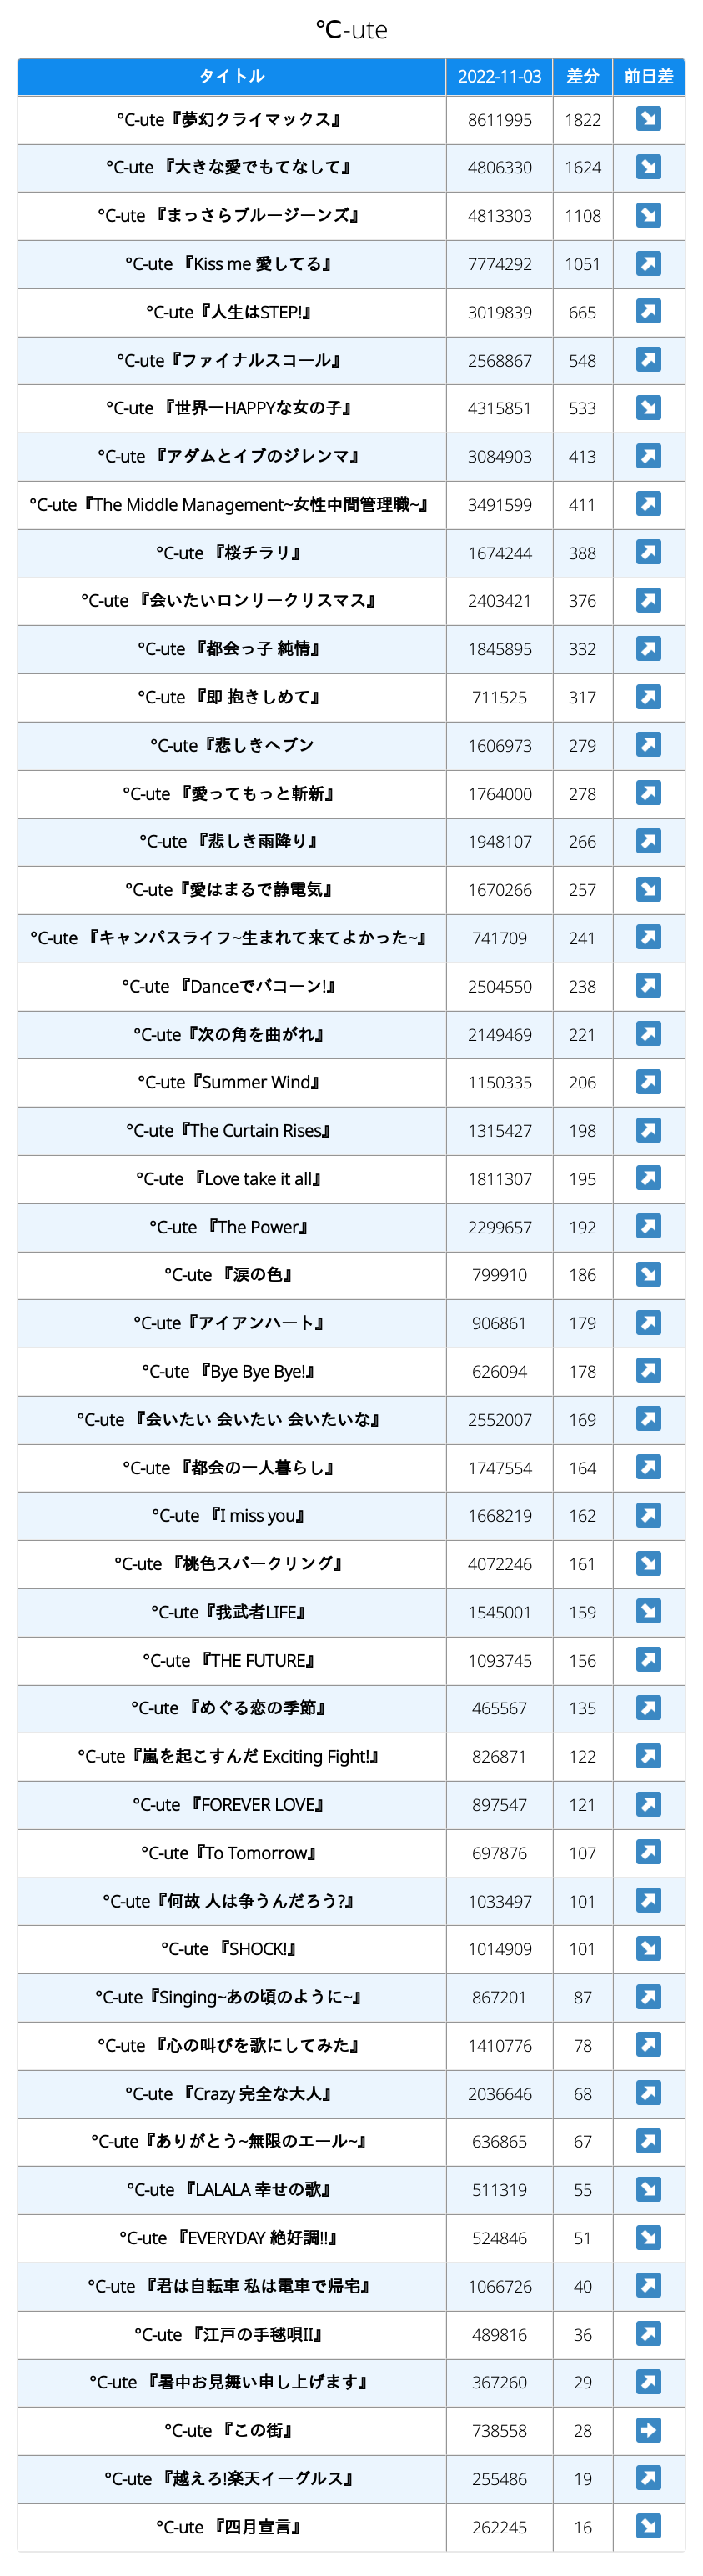 ℃-ute
タイトル 2022-11-03 差分 前日差
°C-ute『夢幻クライマックス』 8611995 1822 ↘
°C-ute 『大きな愛でもてなして』 4806330 1624 ↘
°C-ute 『まっさらブルージーンズ』 4813303 1108 ↘
°C-ute 『Kiss me 愛してる』 7774292 1051 ↗
°C-ute『人生はSTEP!』 3019839 665 ↗
°C-ute『ファイナルスコール』 2568867 548 ↗
°C-ute 『世界一HAPPYな女の子』 4315851 533 ↘
°C-ute 『アダムとイブのジレンマ』 3084903 413 ↗
°C-ute『The Middle Management~女性中間管理職~』 3491599 411 ↗
°C-ute 『桜チラリ』 1674244 388 ↗
°C-ute 『会いたいロンリークリスマス』 2403421 376 ↗
°C-ute 『都会っ子 純情』 1845895 332 ↗
°C-ute 『即 抱きしめて』 711525 317 ↗
°C-ute『悲しきヘブン 1606973 279 ↗
°C-ute 『愛ってもっと斬新』 1764000 278 ↗
°C-ute 『悲しき雨降り』 1948107 266 ↗
°C-ute『愛はまるで静電気』 1670266 257 ↘
°C-ute 『キャンパスライフ~生まれて来てよかった~』 741709 241 ↗
°C-ute 『Danceでバコーン!』 2504550 238 ↗
°C-ute『次の角を曲がれ』 2149469 221 ↗
°C-ute『Summer Wind』 1150335 206 ↗
°C-ute『The Curtain Rises』 1315427 198 ↗
°C-ute 『Love take it all』 1811307 195 ↗
°C-ute 『The Power』 2299657 192 ↗
°C-ute 『涙の色』 799910 186 ↘
°C-ute『アイアンハート』 906861 179 ↗
°C-ute 『Bye Bye Bye!』 626094 178 ↗
°C-ute 『会いたい 会いたい 会いたいな』 2552007 169 ↗
°C-ute 『都会の一人暮らし』 1747554 164 ↗
°C-ute 『I miss you』 1668219 162 ↗
°C-ute 『桃色スパークリング』 4072246 161 ↘
°C-ute『我武者LIFE』 1545001 159 ↘
°C-ute 『THE FUTURE』 1093745 156 ↗
°C-ute 『めぐる恋の季節』 465567 135 ↗
°C-ute『嵐を起こすんだ Exciting Fight!』 826871 122 ↗
°C-ute 『FOREVER LOVE』 897547 121 ↗
°C-ute『To Tomorrow』 697876 107 ↗
°C-ute『何故 人は争うんだろう?』 1033497 101 ↗
°C-ute 『SHOCK!』 1014909 101 ↘
°C-ute『Singing~あの頃のように~』 867201 87 ↗
°C-ute 『心の叫びを歌にしてみた』 1410776 78 ↗
°C-ute 『Crazy 完全な大人』 2036646 68 ↗
°C-ute『ありがとう~無限のエール~』 636865 67 ↗
°C-ute 『LALALA 幸せの歌』 511319 55 ↘
°C-ute 『EVERYDAY 絶好調!!』 524846 51 ↘
°C-ute 『君は自転車 私は電車で帰宅』 1066726 40 ↗
°C-ute 『江戸の手毬唄II』 489816 36 ↗
°C-ute 『暑中お見舞い申し上げます』 367260 29 ↗
°C-ute 『この街』 738558 28 →
°C-ute 『越えろ!楽天イーグルス』 255486 19 ↗
°C-ute 『四月宣言』 262245 16 ↘